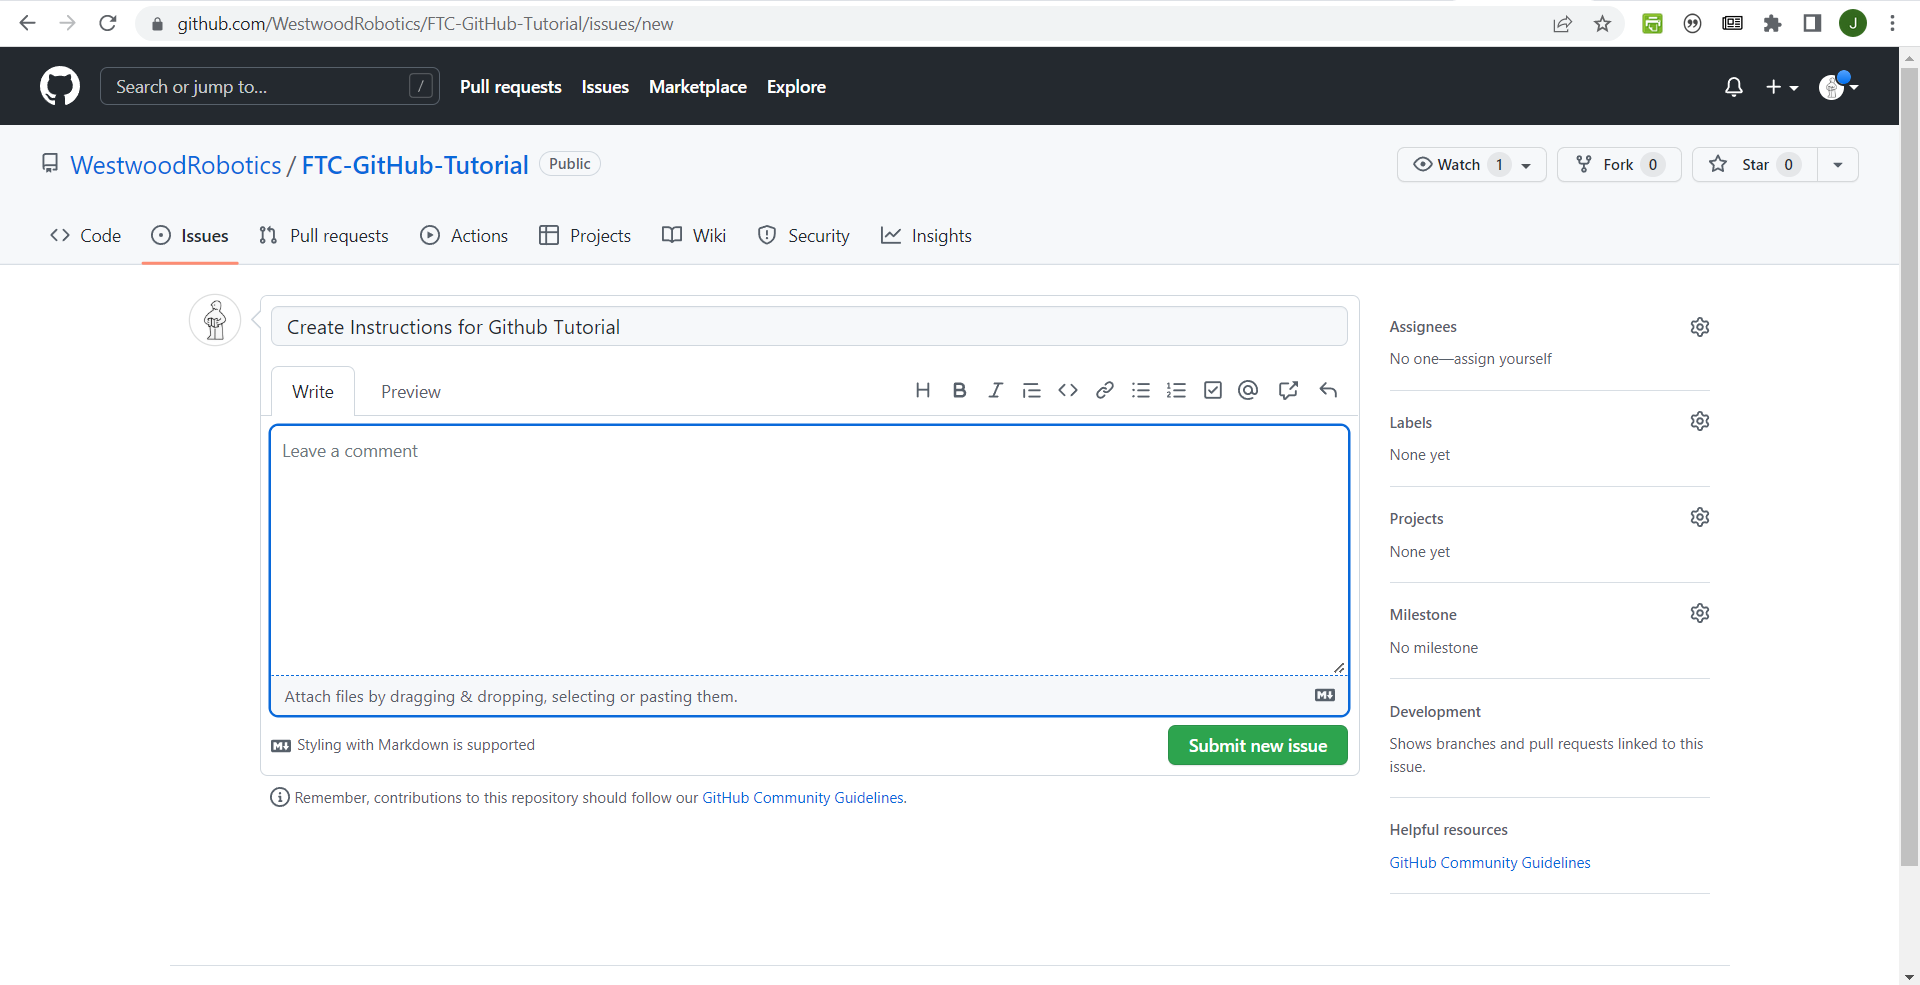 github.com/WestwoodRobotics/FTC-GitHub-Tutorial/issues/new
J
Search or jump to... /
Pull requests Issues Marketplace Explore
WestwoodRobotics / FTC-GitHub-Tutorial Public
Watch 1 Fork 0 Star 0
Code Issues Pull requests Actions Projects Wiki Security Insights
Create Instructions for Github Tutorial
Write Preview
H B I
Leave a comment
Attach files by dragging & dropping, selecting or pasting them.
Styling with Markdown is supported
Submit new issue
Remember, contributions to this repository should follow our GitHub Community Guidelines.
Assignees
No one—assign yourself
Labels
None yet
Projects
None yet
Milestone
No milestone
Development
Shows branches and pull requests linked to this
issue.
Helpful resources
GitHub Community Guidelines